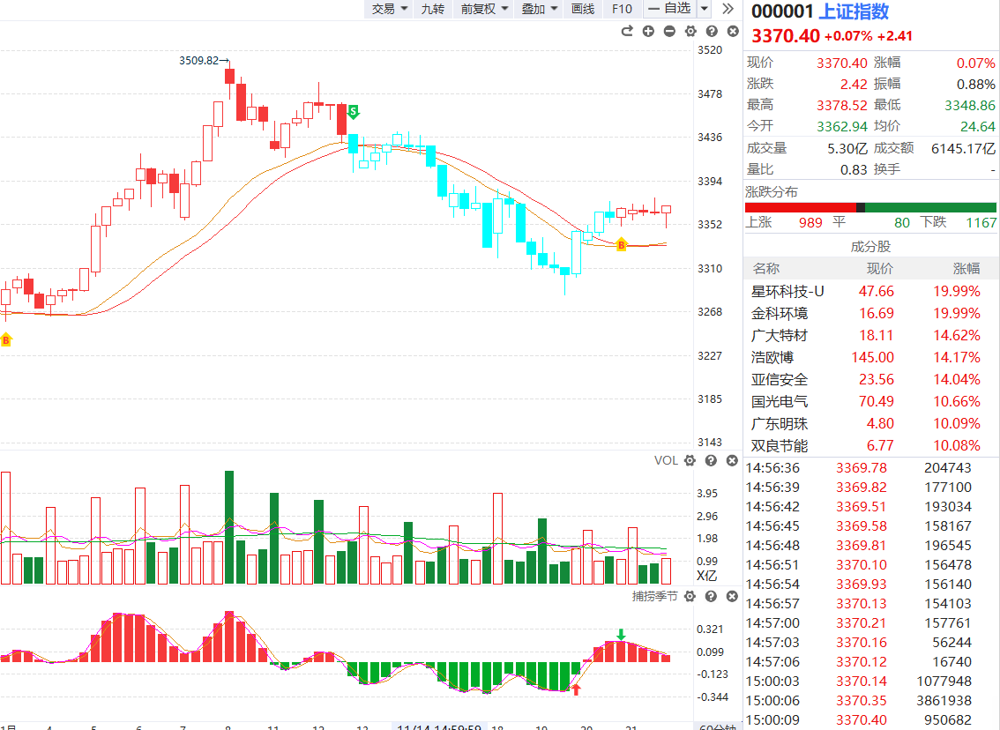 交易 九转 前复权 叠加 画线 F10 自选
000001 上证指数
3370.40 +0.07% +2.41
现价 3370.40 涨幅 0.07%
涨跌 2.42 振幅 0.88%
最高 3378.52 最低 3348.86
今开 3362.94 均价 24.64
成交量 5.30亿 成交额 6145.17亿
量比 0.83 换手 -
涨跌分布
上涨 989 平 80 下跌 1167
成分股
名称 现价 涨幅
星环科技-U 47.66 19.99%
金科环境 16.69 19.99%
广大特材 18.11 14.62%
浩欧博 145.00 14.17%
亚信安全 23.56 14.04%
国光电气 70.49 10.66%
广东明珠 4.80 10.09%
双良节能 6.77 10.08%
14:56:36 3369.78 204743
14:56:39 3369.82 177100
14:56:42 3369.51 193034
14:56:45 3369.58 158167
14:56:48 3369.81 196545
14:56:51 3370.10 156478
14:56:54 3369.93 156140
14:56:57 3370.13 154103
14:57:00 3370.21 157761
14:57:03 3370.16 56244
14:57:06 3370.12 16740
15:00:03 3370.14 1077948
15:00:06 3370.35 3861938
15:00:09 3370.40 950682
3520
3509.82→
3478
S
3436
3394
3352
B
3310
3268
B
3227
3185
3143
VOL
3.95
2.96
1.98
0.99
X亿
捕捞季节
0.321
0.099
-0.123
-0.344
1月 4 5 6 7 8 11 12 13 11/14 14:59:59 18 19 20 21 60分钟